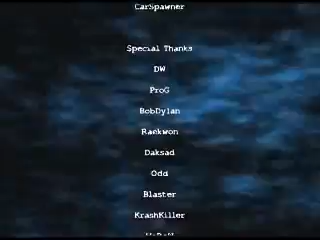 CarSpawner
Special Thanks
DW
ProG
BobDylan
Raekwon
Daksad
Odd
Blaster
KrashKiller